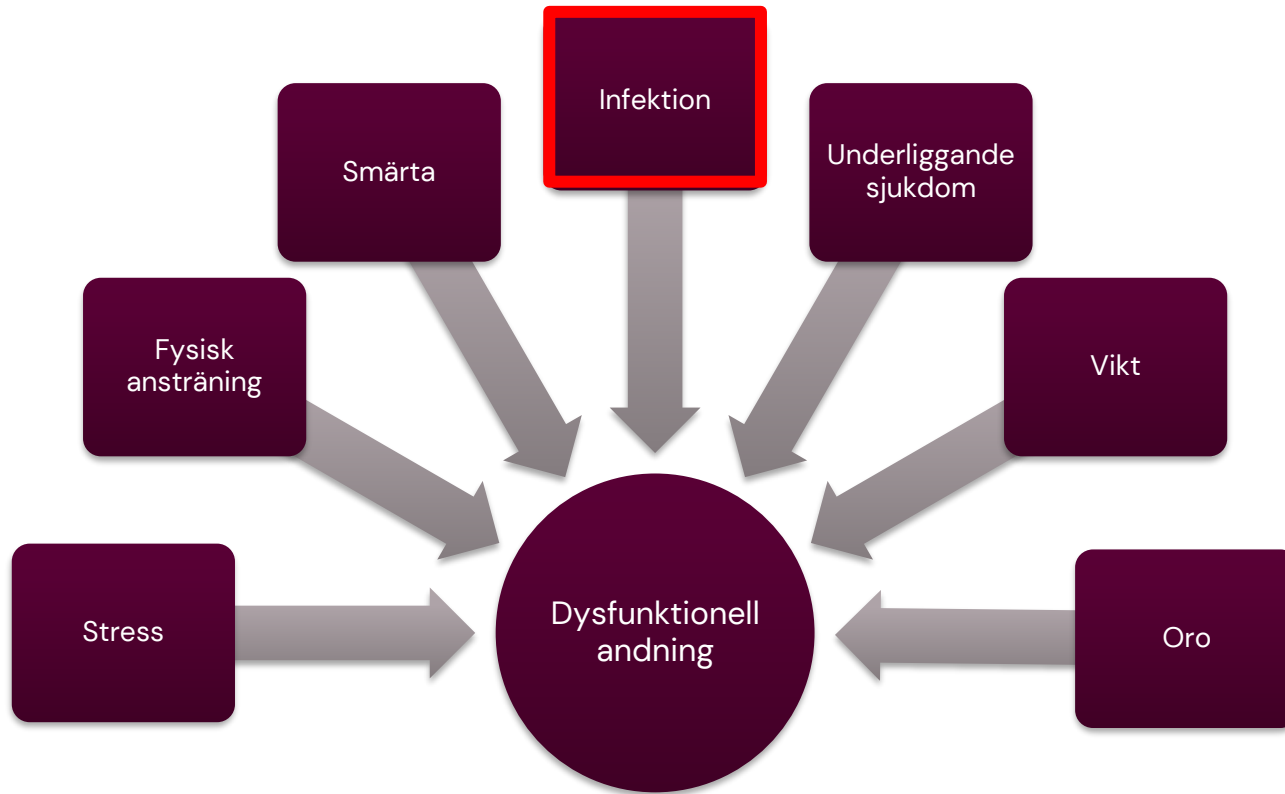 Infektion
Smärta
Underliggande
sjukdom
Fysisk
ansträning
Vikt
Stress
Dysfunktionell
andning
Oro